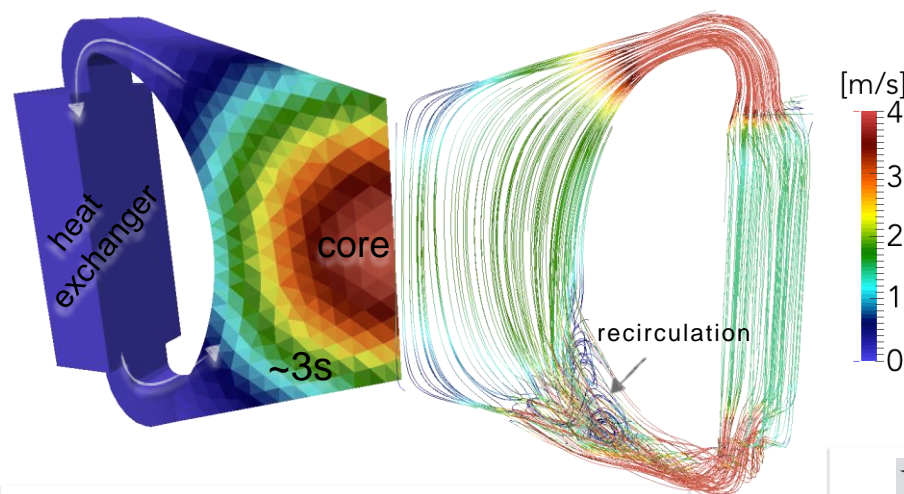 heat
exchanger
core
~3s
recirculation
[m/s]
4
3
2
1
0